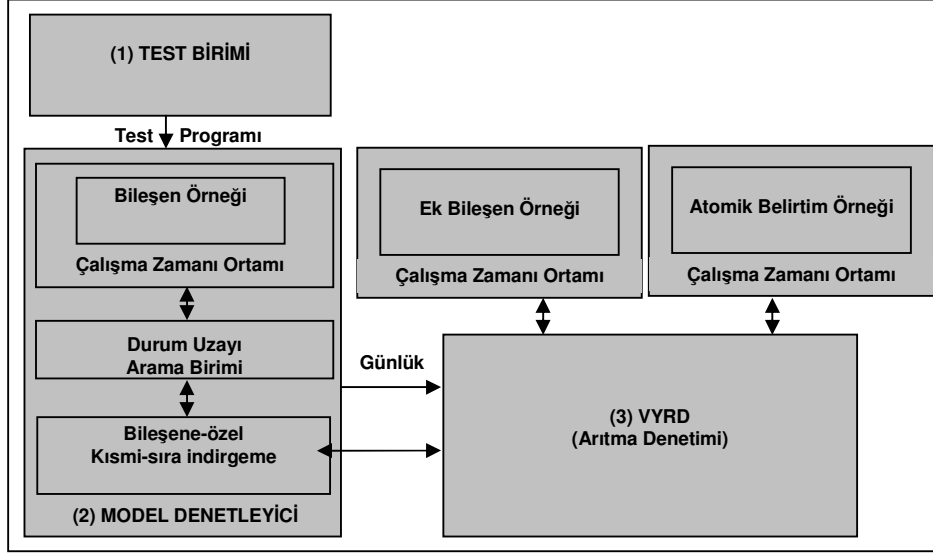 (1) TEST BİRİMİ
Test Programı
Bileşen Örneği
Çalışma Zamanı Ortamı
Durum Uzayı
Arama Birimi
Bileşene-özel
Kısmi-sıra indirgeme
(2) MODEL DENETLEYİCİ
Günlük
Ek Bileşen Örneği
Çalışma Zamanı Ortamı
Atomik Belirtim Örneği
Çalışma Zamanı Ortamı
(3) VYRD
(Arıtma Denetimi)